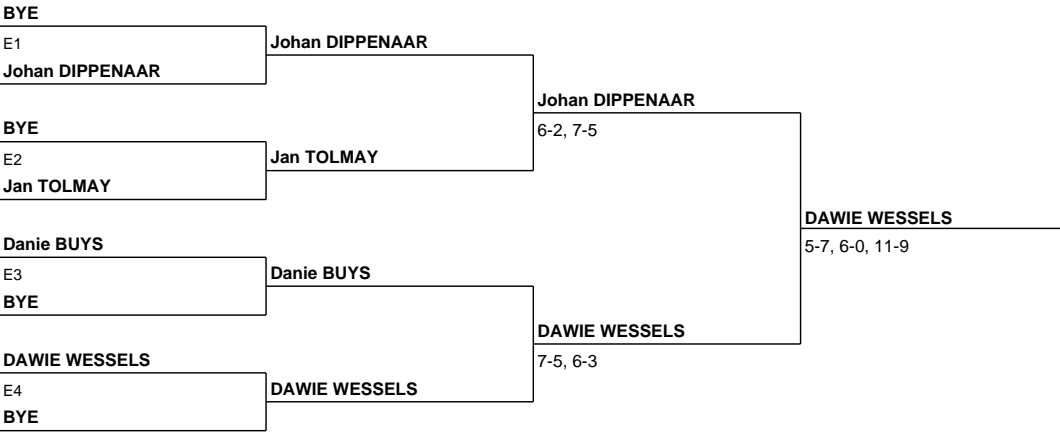 BYE
E1
Johan DIPPENAAR
Johan DIPPENAAR
BYE
E2
Jan TOLMAY
Jan TOLMAY
Johan DIPPENAAR
6-2, 7-5
Danie BUYS
E3
BYE
Danie BUYS
DAWIE WESSELS
E4
BYE
DAWIE WESSELS
DAWIE WESSELS
7-5, 6-3
DAWIE WESSELS
5-7, 6-0, 11-9